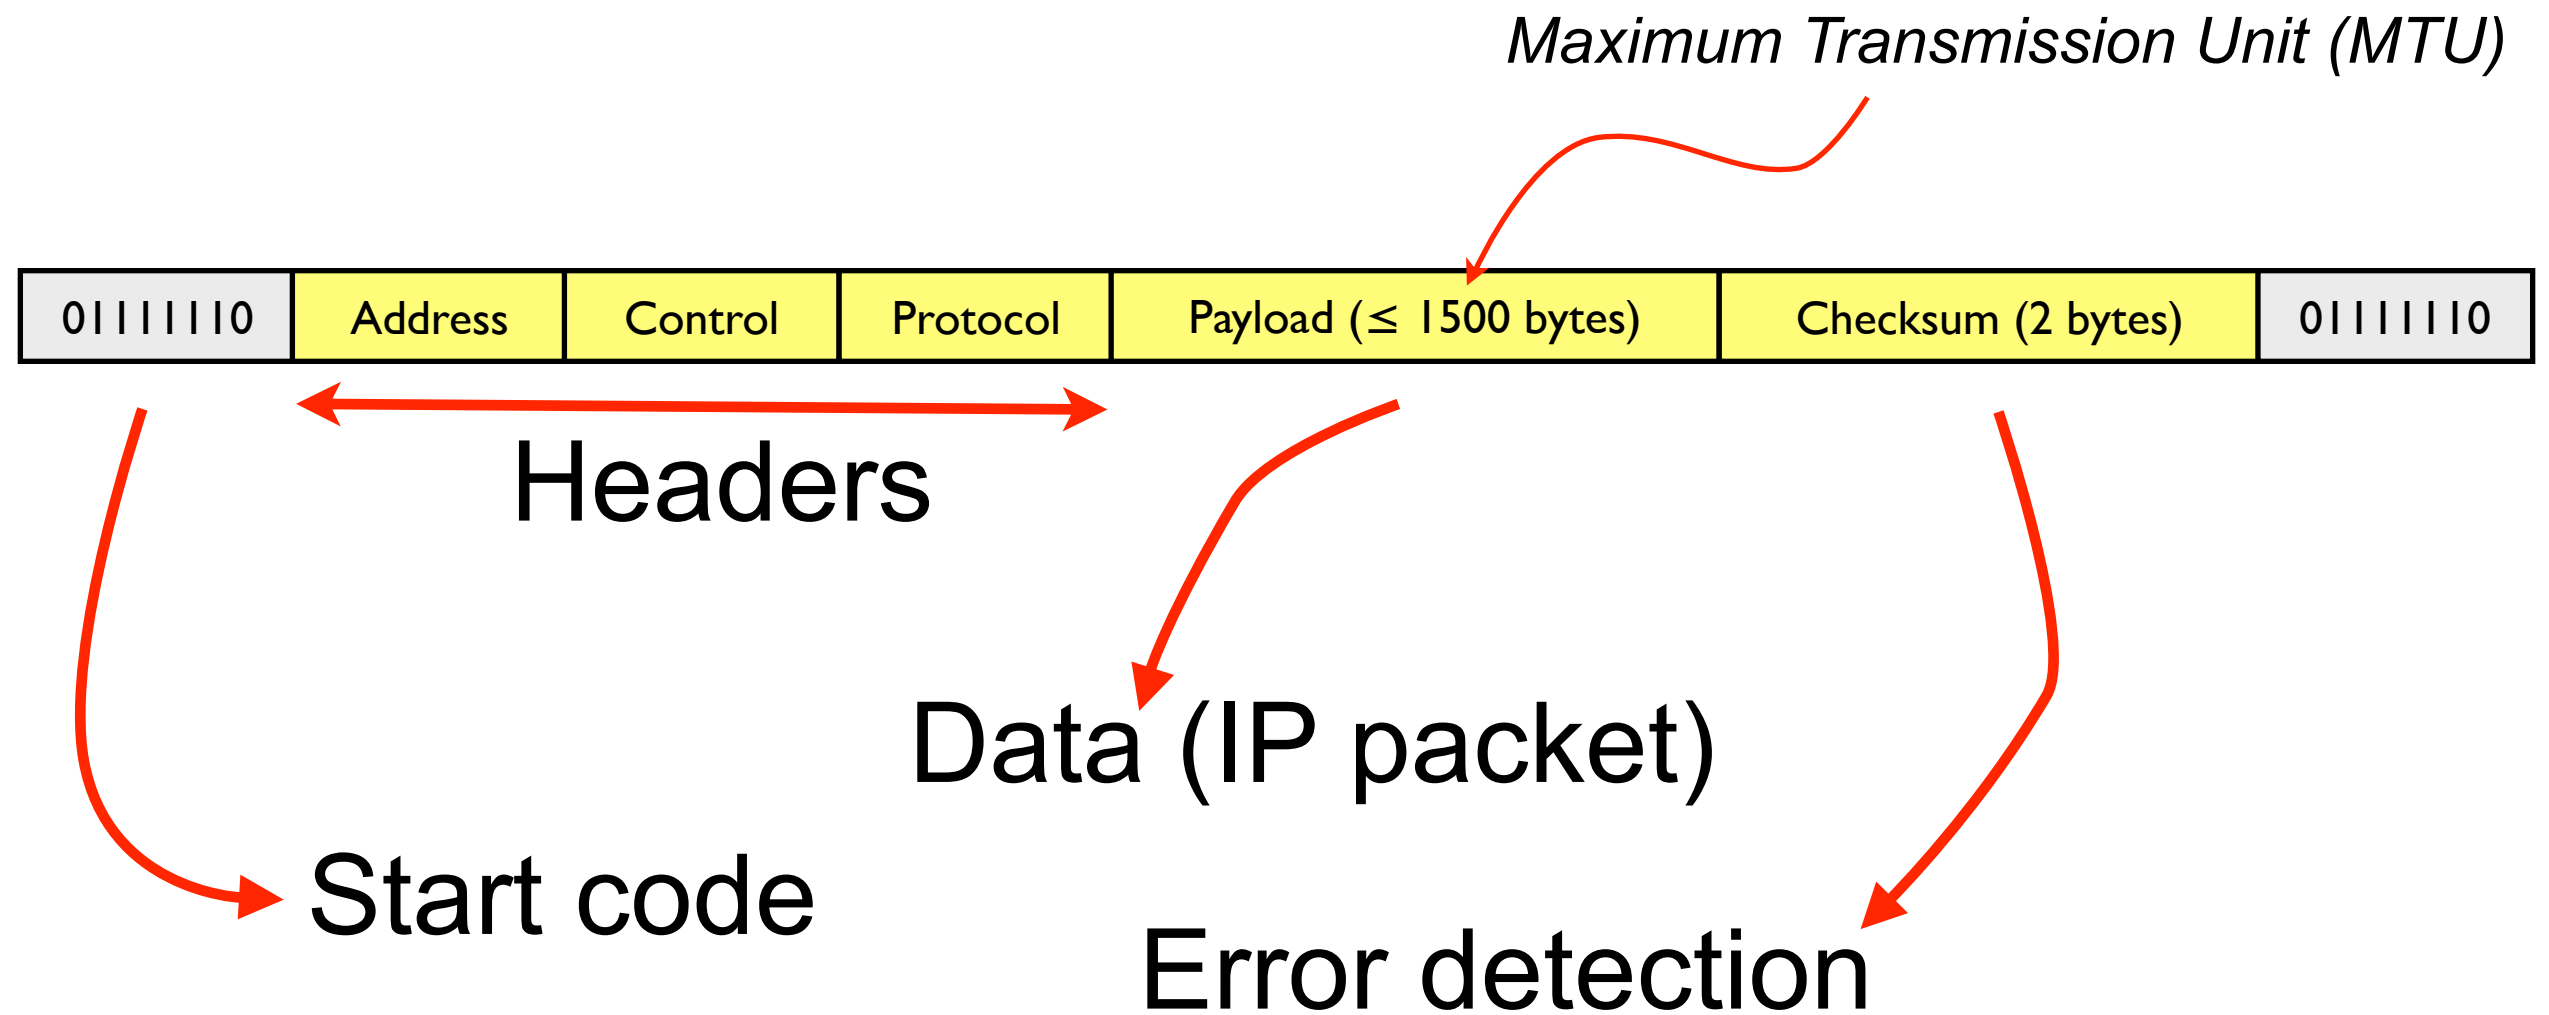 Maximum Transmission Unit (MTU)
01111110 Address Control Protocol Payload (≤ 1500 bytes) Checksum (2 bytes) 01111110
Headers
Data (IP packet)
Start code
Error detection